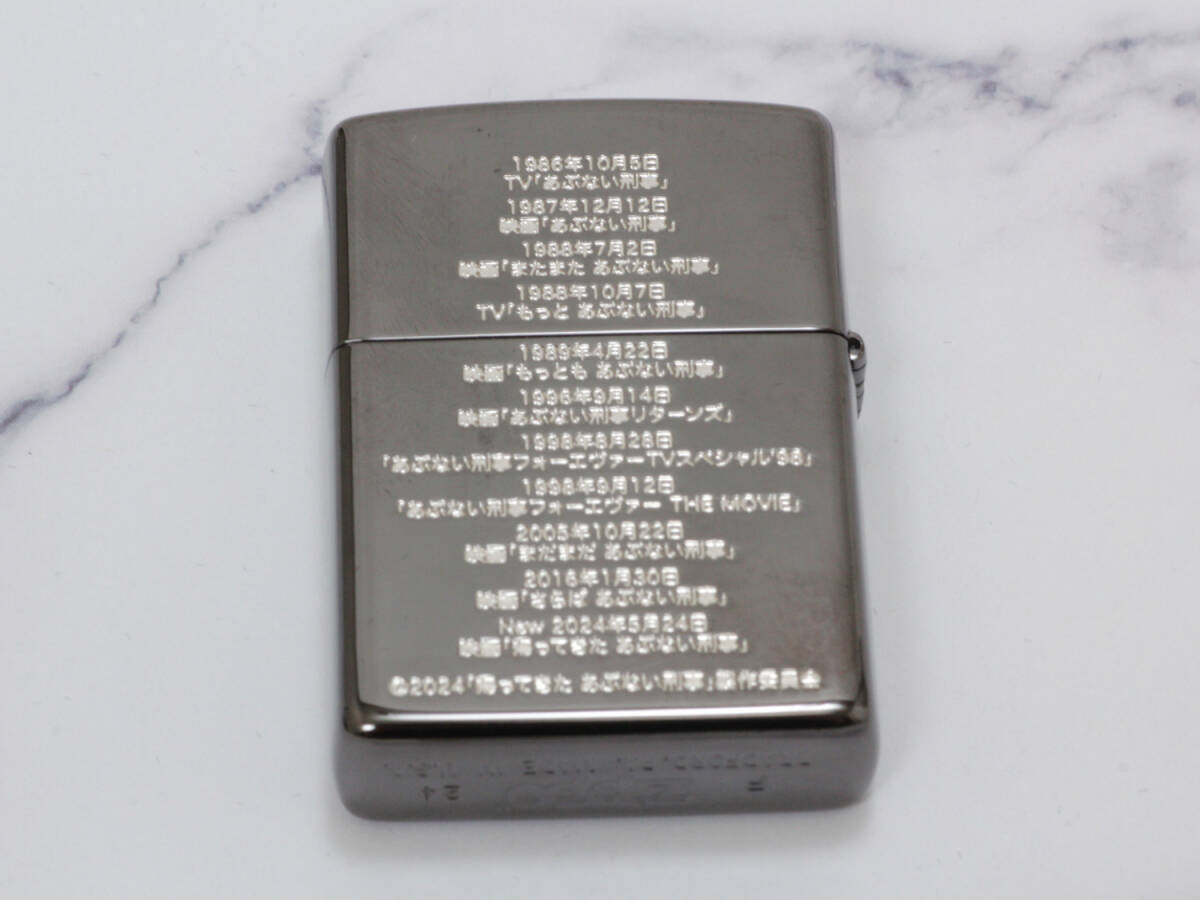 1986年10月5日
TV「あぶない刑事」
1987年12月12日
映画「あぶない刑事」
1988年7月2日
映画「またまた あぶない刑事」
1988年10月7日
TV「もっと あぶない刑事」
1989年4月22日
映画「もっとも あぶない刑事」
1996年9月14日
映画「あぶない刑事リターンズ」
1998年8月28日
「あぶない刑事フォーエヴァーTVスペシャル'98」
1998年9月12日
「あぶない刑事フォーエヴァー THE MOVIE」
2005年10月22日
映画「まだまだ あぶない刑事」
2016年1月30日
映画「さらば あぶない刑事」
New 2024年5月24日
映画「帰ってきた あぶない刑事」
©2024「帰ってきた あぶない刑事」製作委員会